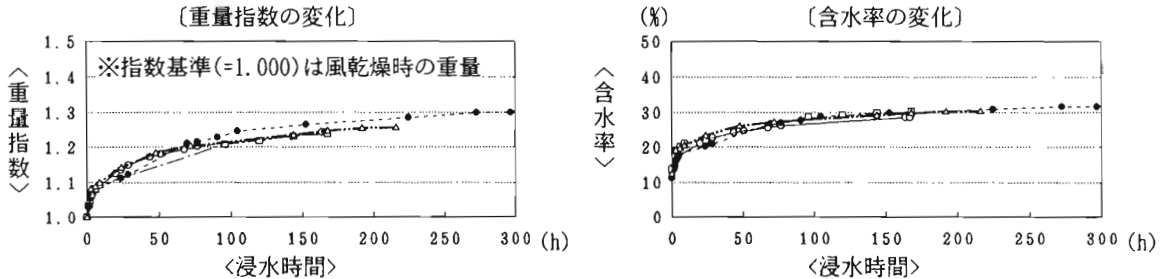 〔重量指数の変化〕
1.5
1.4
1.3
1.2
1.1
1.0
<重量指数>
※指数基準(=1.000)は風乾燥時の重量
0 50 100 150 200 250 300 (h)
<浸水時間>
(%) 〔含水率の変化〕
50
40
30
20
10
0
<含水率>
0 50 100 150 200 250 300 (h)
<浸水時間>